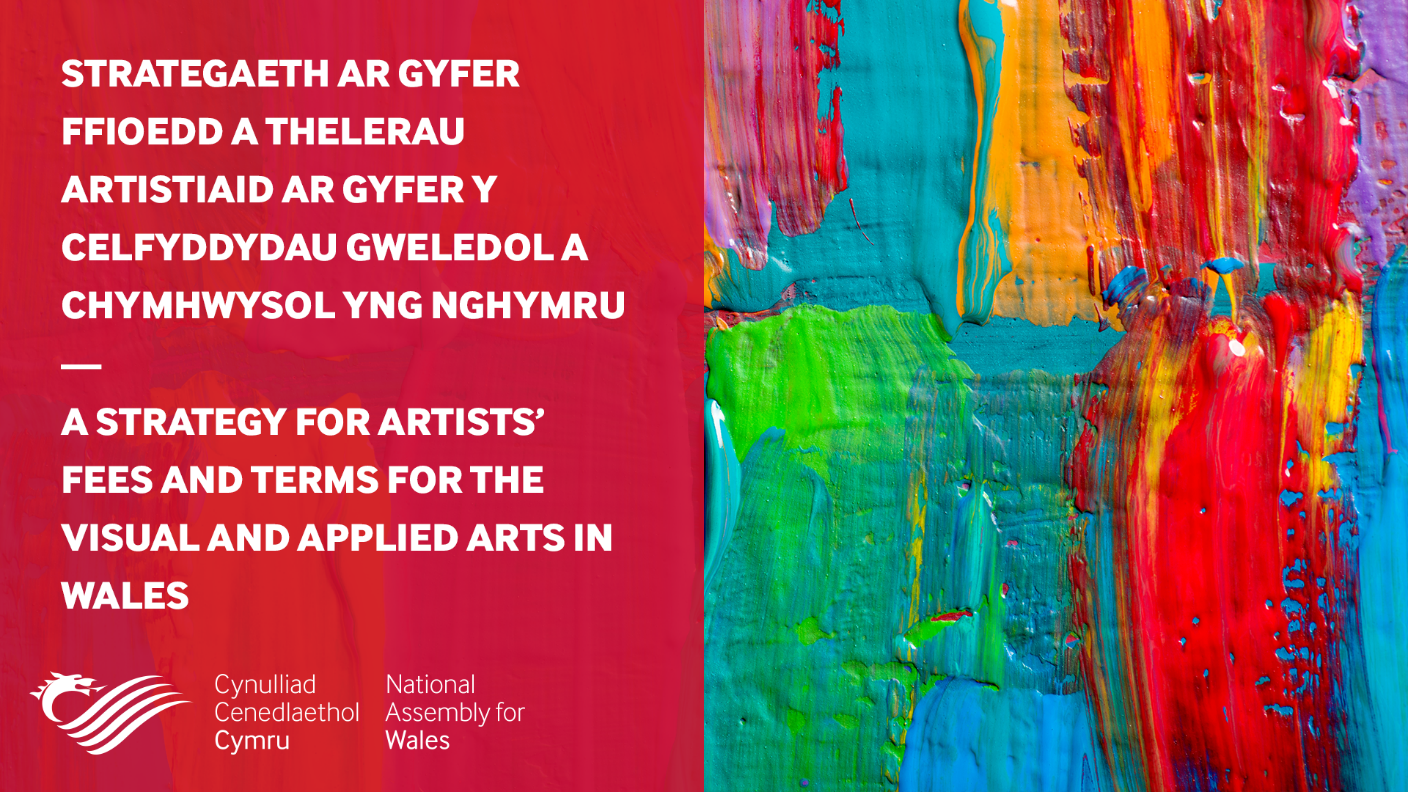 STRATEGAETH AR GYFER
FFIOEDD A THELERAU
ARTISTIAID AR GYFER Y
CELFYDDYDAU GWELEDOL A
CHYMHWYSOL YNG NGHYMRU
—
A STRATEGY FOR ARTISTS’
FEES AND TERMS FOR THE
VISUAL AND APPLIED ARTS IN
WALES
Cynulliad
Cenedlaethol
Cymru
National
Assembly for
Wales